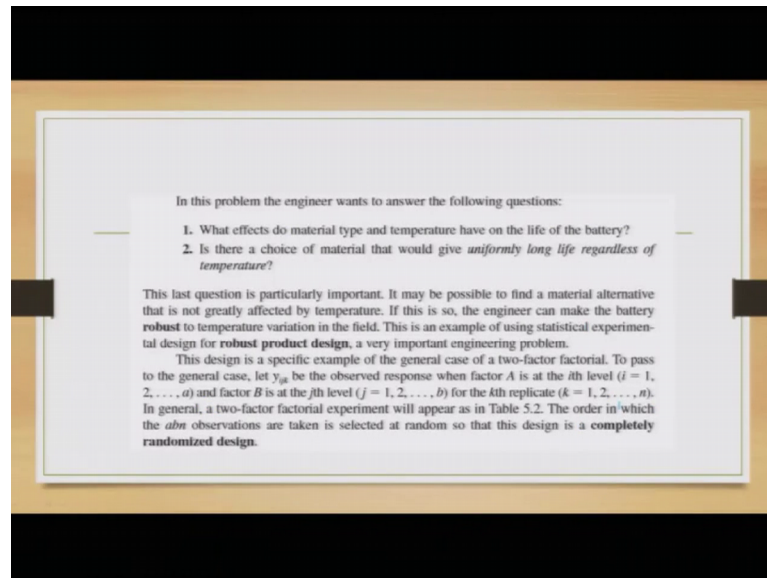 In this problem the engineer wants to answer the following questions:
1. What effects do material type and temperature have on the life of the battery?
2. Is there a choice of material that would give uniformly long life regardless of
temperature?
This last question is particularly important. It may be possible to find a material alternative
that is not greatly affected by temperature. If this is so, the engineer can make the battery
robust to temperature variation in the field. This is an example of using statistical experimen-
tal design for robust product design, a very important engineering problem.
This design is a specific example of the general case of a two-factor factorial. To pass
to the general case, let yijk be the observed response when factor A is at the ith level (i = 1,
2, . . . , a) and factor B is at the jth level (j = 1, 2, . . . , b) for the kth replicate (k = 1, 2, . . . , n).
In general, a two-factor factorial experiment will appear as in Table 5.2. The order in which
the abn observations are taken is selected at random so that this design is a completely
randomized design.